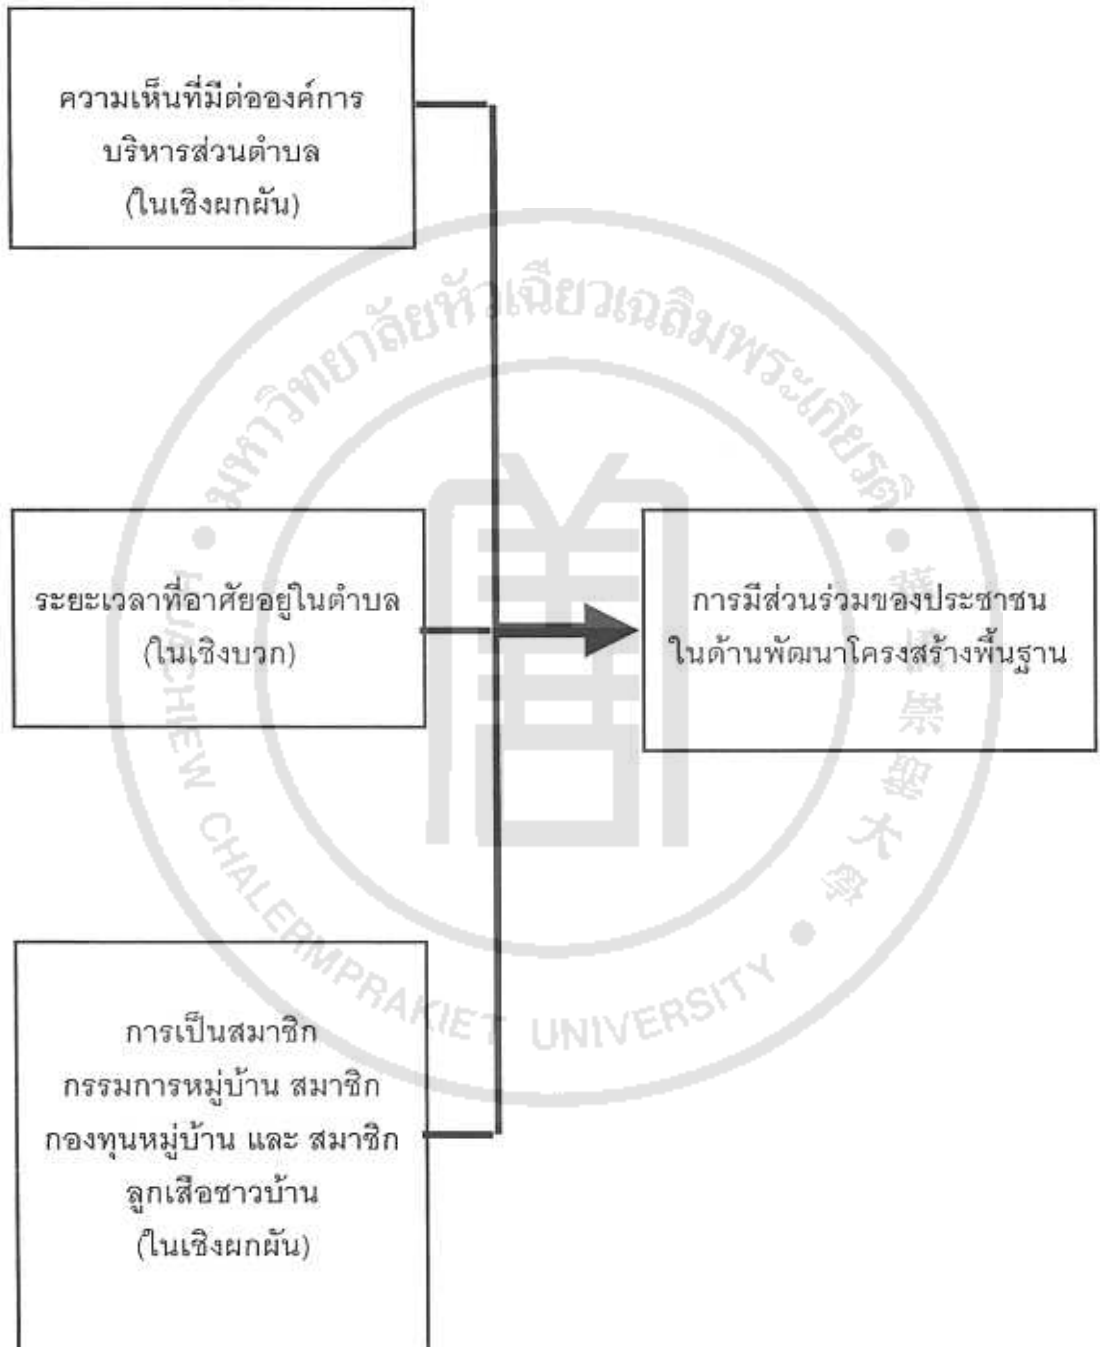 ความเห็นที่มีต่อองค์การ
บริหารส่วนตำบล
(ในเชิงผกผัน)
ระยะเวลาที่อาศัยอยู่ในตำบล
(ในเชิงบวก)
การมีส่วนร่วมของประชาชน
ในด้านพัฒนาโครงสร้างพื้นฐาน
การเป็นสมาชิก
กรรมการหมู่บ้าน สมาชิก
กองทุนหมู่บ้าน และ สมาชิก
ลูกเสือชาวบ้าน
(ในเชิงผกผัน)
มหาวิทยาลัยหัวเฉียวเฉลิมพระเกียรติ
HUACHIEW CHALERMPRAKIET UNIVERSITY
崇聖大學